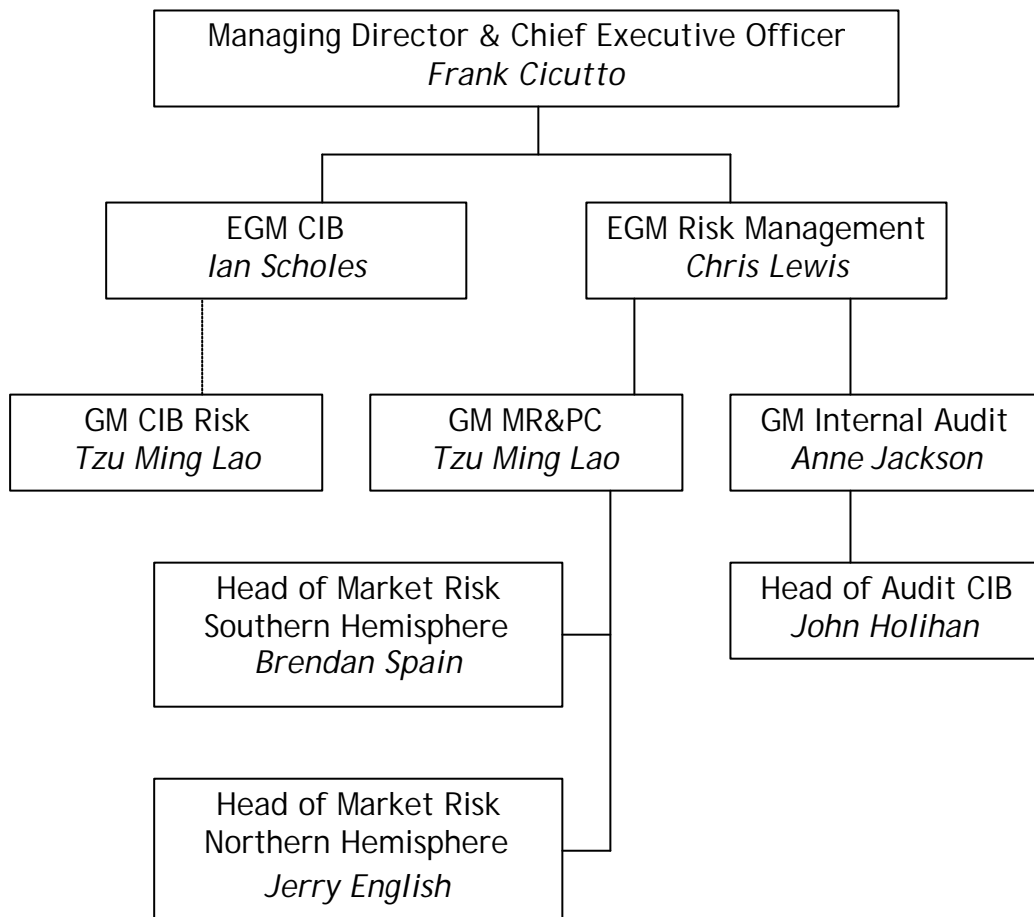 Managing Director & Chief Executive Officer
Frank Cicutto
EGM CIB
Ian Scholes
EGM Risk Management
Chris Lewis
GM CIB Risk
Tzu Ming Lao
GM MR&PC
Tzu Ming Lao
GM Internal Audit
Anne Jackson
Head of Market Risk
Southern Hemisphere
Brendan Spain
Head of Audit CIB
John Holihan
Head of Market Risk
Northern Hemisphere
Jerry English